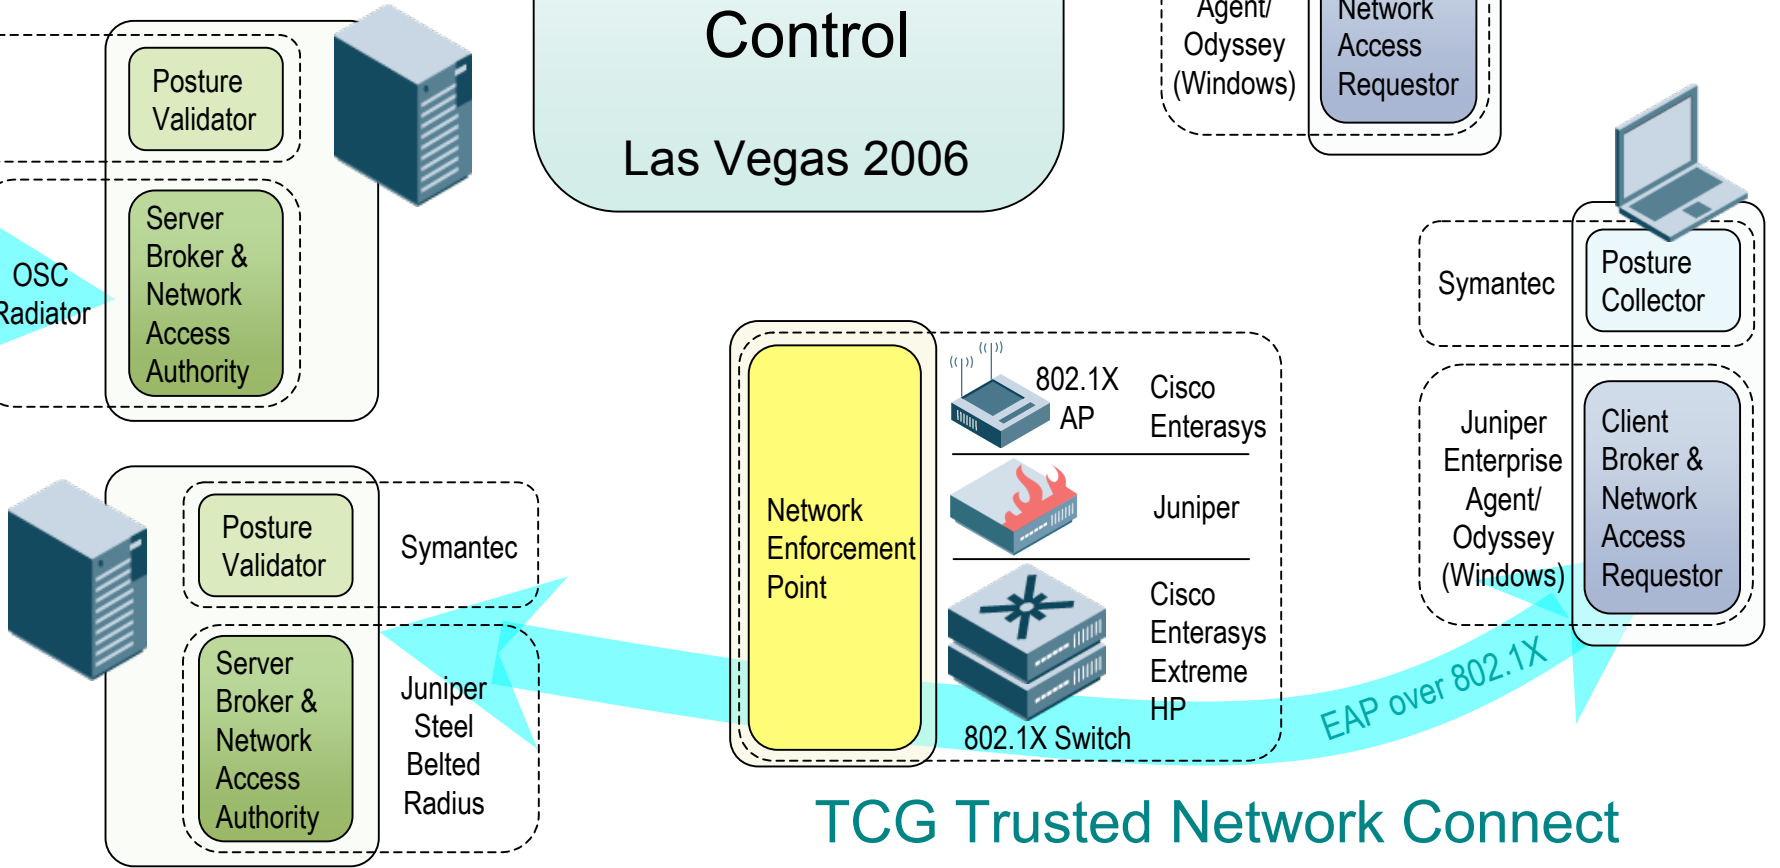 Control
Las Vegas 2006
Agent/
Odyssey
(Windows)
Network
Access
Requestor
Posture
Validator
Server
Broker &
Network
Access
Authority
OSC
Radiator
Symantec
Posture
Collector
Juniper
Enterprise
Agent/
Odyssey
(Windows)
Client
Broker &
Network
Access
Requestor
Network
Enforcement
Point
802.1X
AP
Cisco
Enterasys
Juniper
Cisco
Enterasys
Extreme
HP
802.1X Switch
Posture
Validator
Symantec
Server
Broker &
Network
Access
Authority
Juniper
Steel
Belted
Radius
EAP over 802.1X
TCG Trusted Network Connect